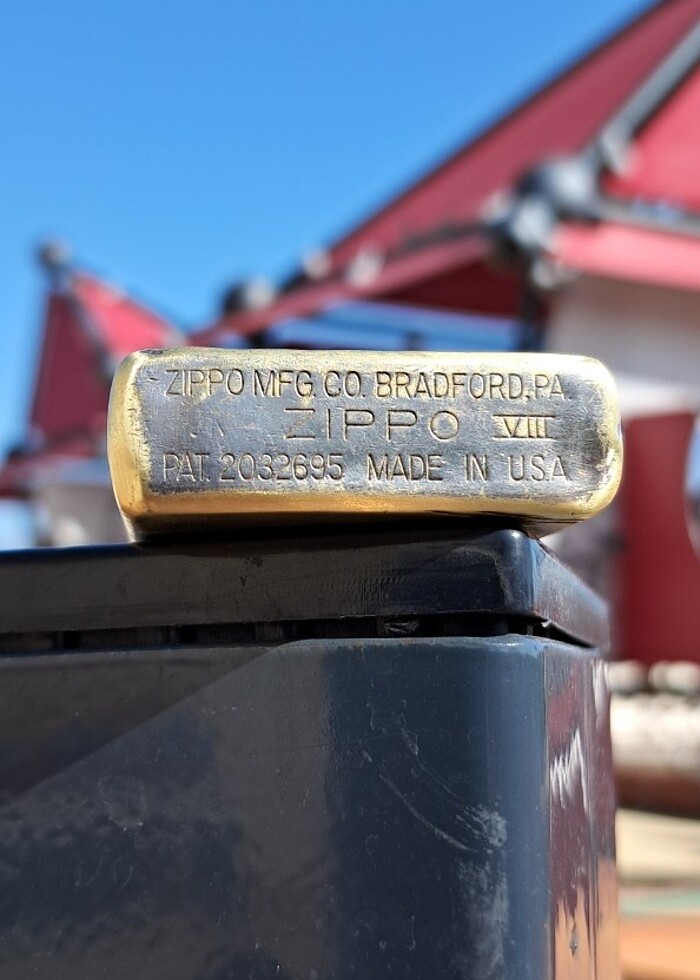 ZIPPO MFG. CO. BRADFORD, PA.
ZIPPO VIII
PAT. 2032695 MADE IN U.S.A.